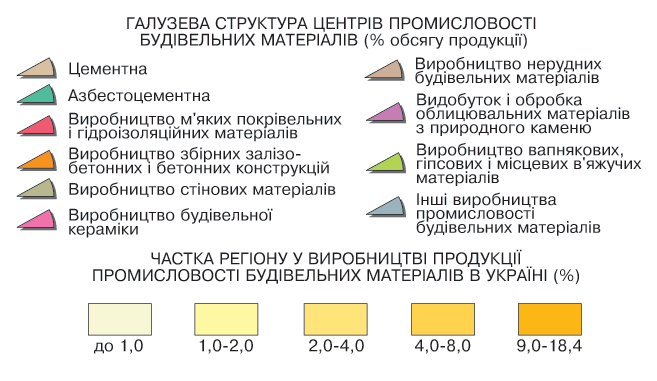 ГАЛУЗЕВА СТРУКТУРА ЦЕНТРІВ ПРОМИСЛОВОСТІ
БУДІВЕЛЬНИХ МАТЕРІАЛІВ (% обсягу продукції)
Цементна
Азбестоцементна
Виробництво м'яких покрівельних
і гідроізоляційних матеріалів
Виробництво збірних залізо-
бетонних і бетонних конструкцій
Виробництво стінових матеріалів
Виробництво будівельної
кераміки
Виробництво нерудних
будівельних матеріалів
Видобуток і обробка
облицювальних матеріалів
з природного каменю
Виробництво вапнякових,
гіпсових і місцевих в'яжучих
матеріалів
Інші виробництва
промисловості
будівельних матеріалів
ЧАСТКА РЕГІОНУ У ВИРОБНИЦТВІ ПРОДУКЦІЇ
ПРОМИСЛОВОСТІ БУДІВЕЛЬНИХ МАТЕРІАЛІВ В УКРАЇНІ (%)
до 1,0 1,0-2,0 2,0-4,0 4,0-8,0 9,0-18,4